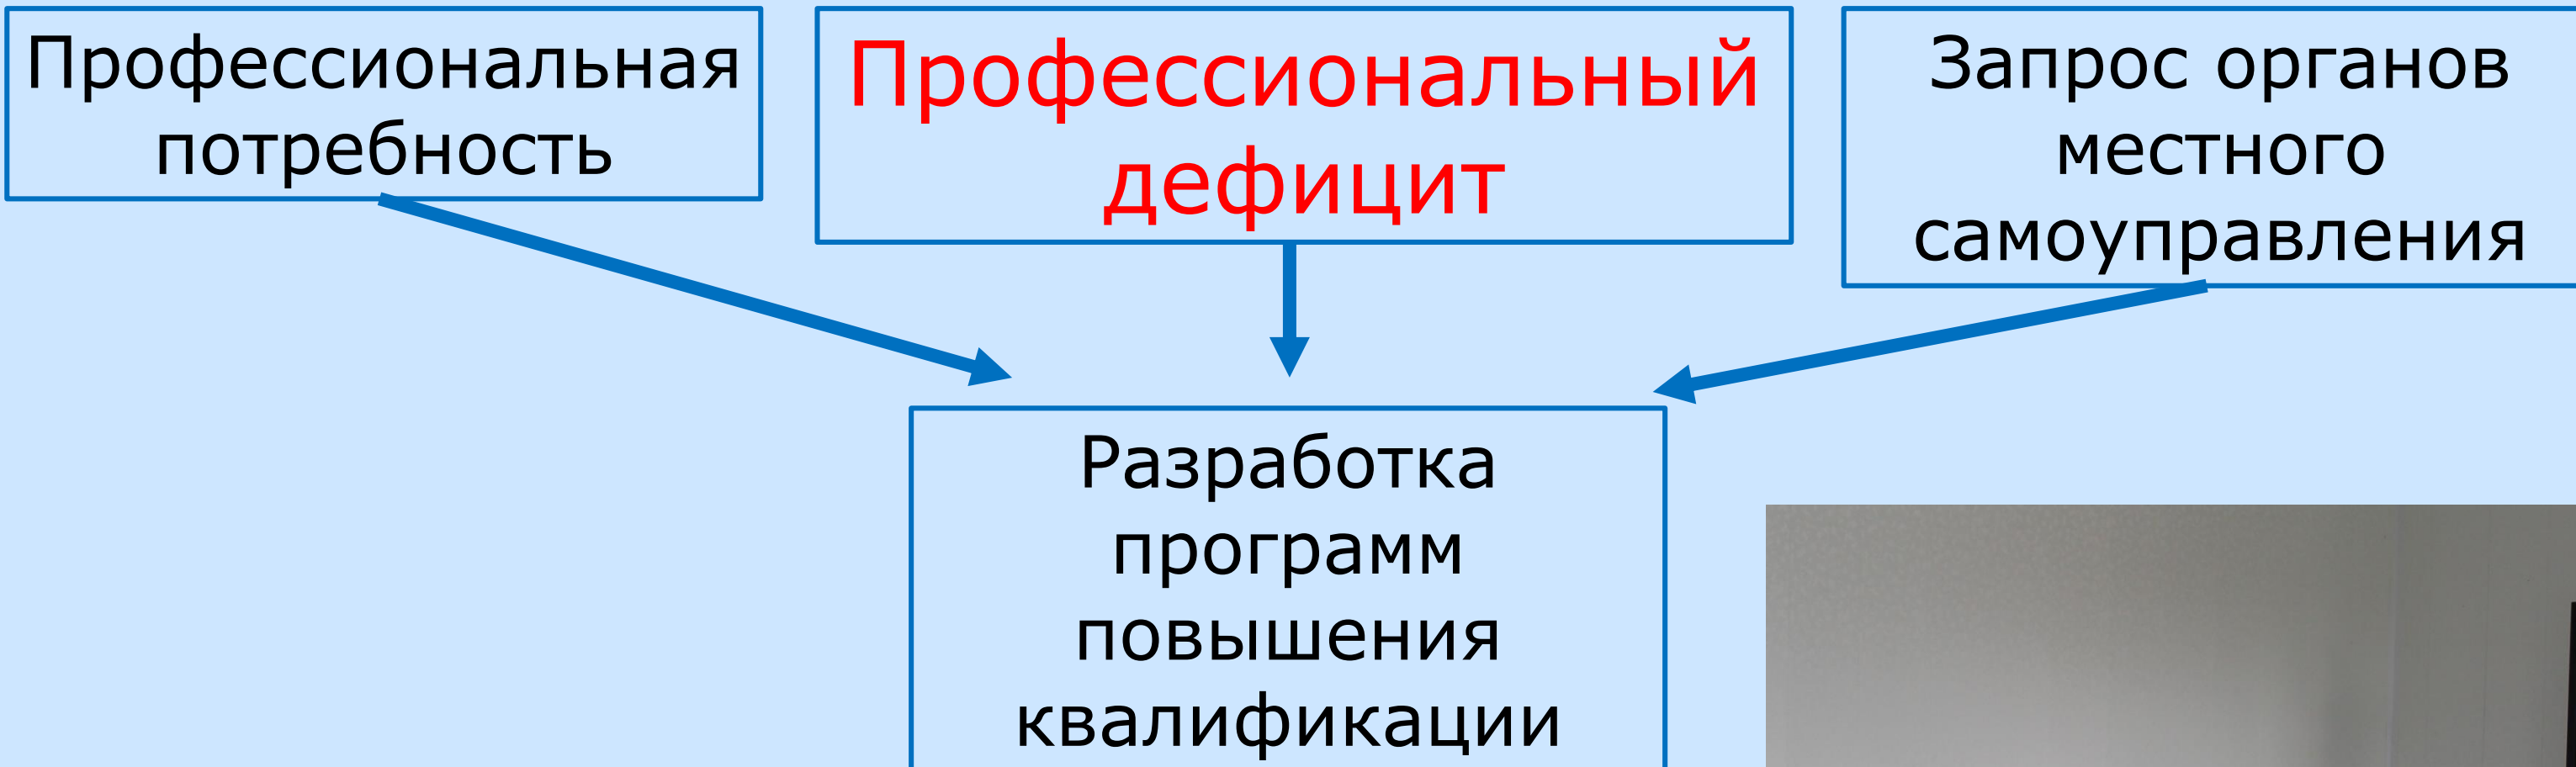 Профессиональная
потребность
Профессиональный
дефицит
Запрос органов
местного
самоуправления
Разработка
программ
повышения
квалификации